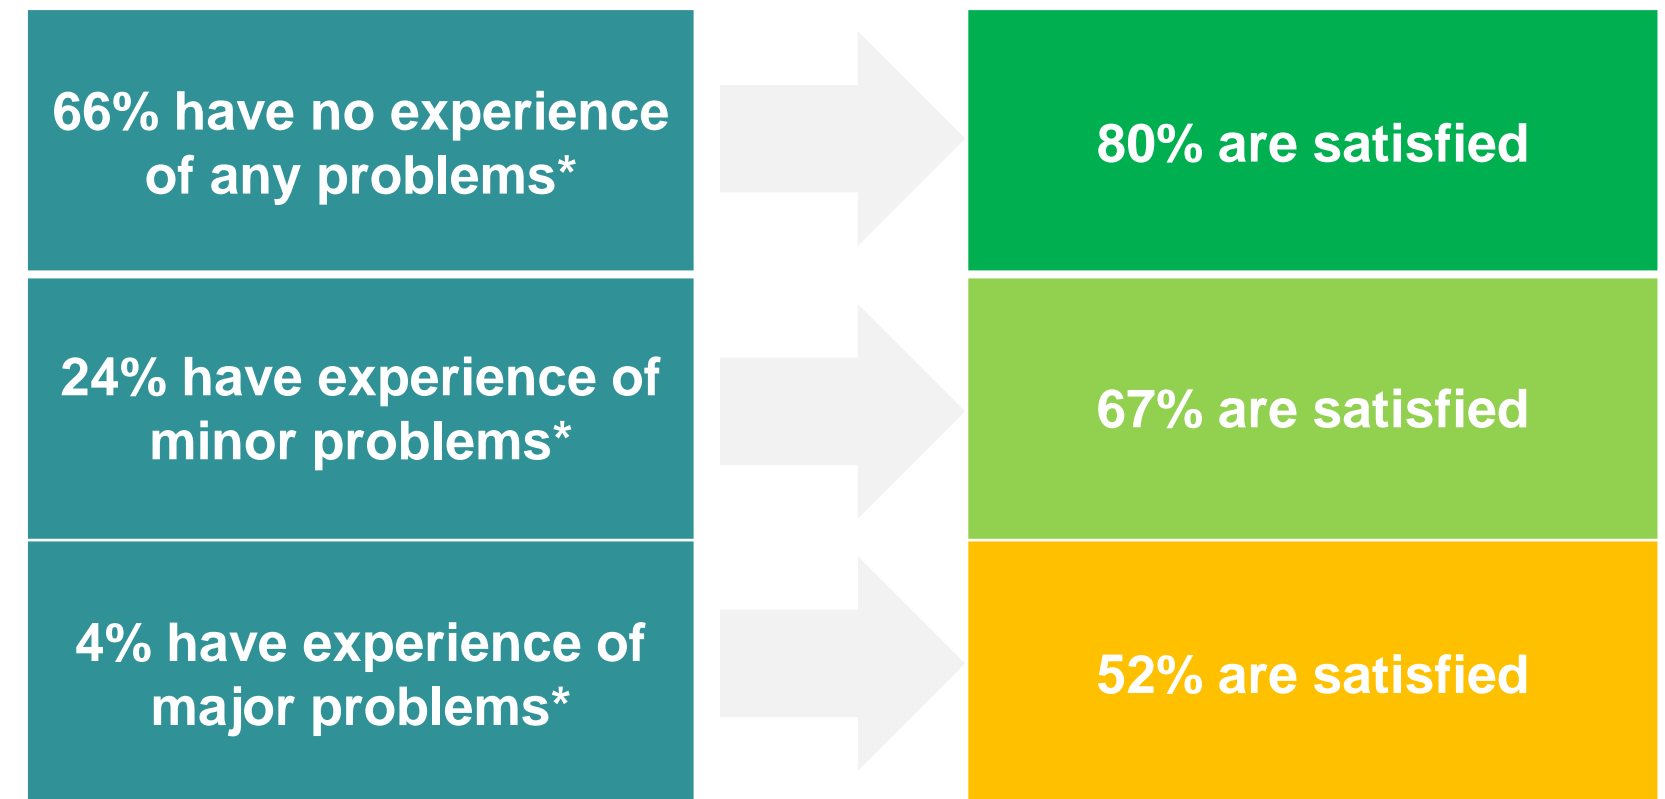 66% have no experience
of any problems*
80% are satisfied
24% have experience of
minor problems*
67% are satisfied
4% have experience of
major problems*
52% are satisfied